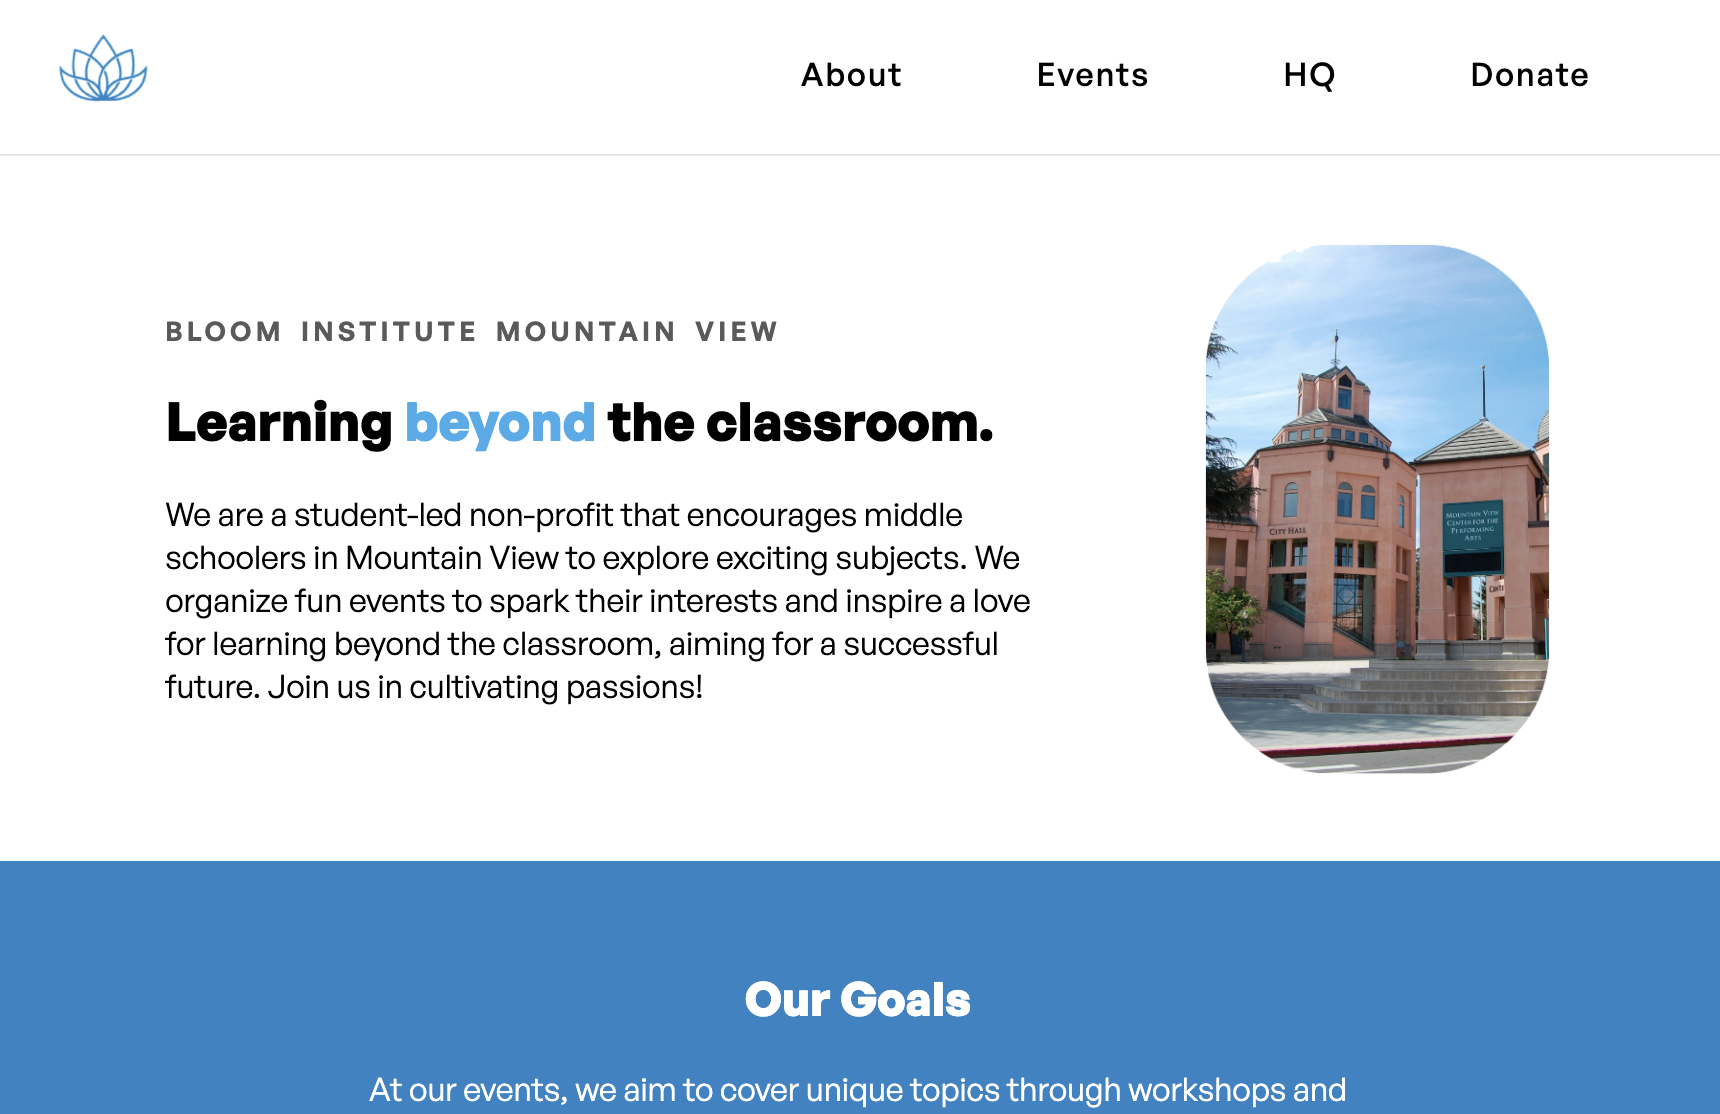 About Events HQ Donate
BLOOM INSTITUTE MOUNTAIN VIEW
Learning beyond the classroom.
We are a student-led non-profit that encourages middle
schoolers in Mountain View to explore exciting subjects. We
organize fun events to spark their interests and inspire a love
for learning beyond the classroom, aiming for a successful
future. Join us in cultivating passions!
CITY HALL
MOUNTAIN VIEW
CENTER FOR THE
PERFORMING
ARTS
Our Goals
At our events, we aim to cover unique topics through workshops and